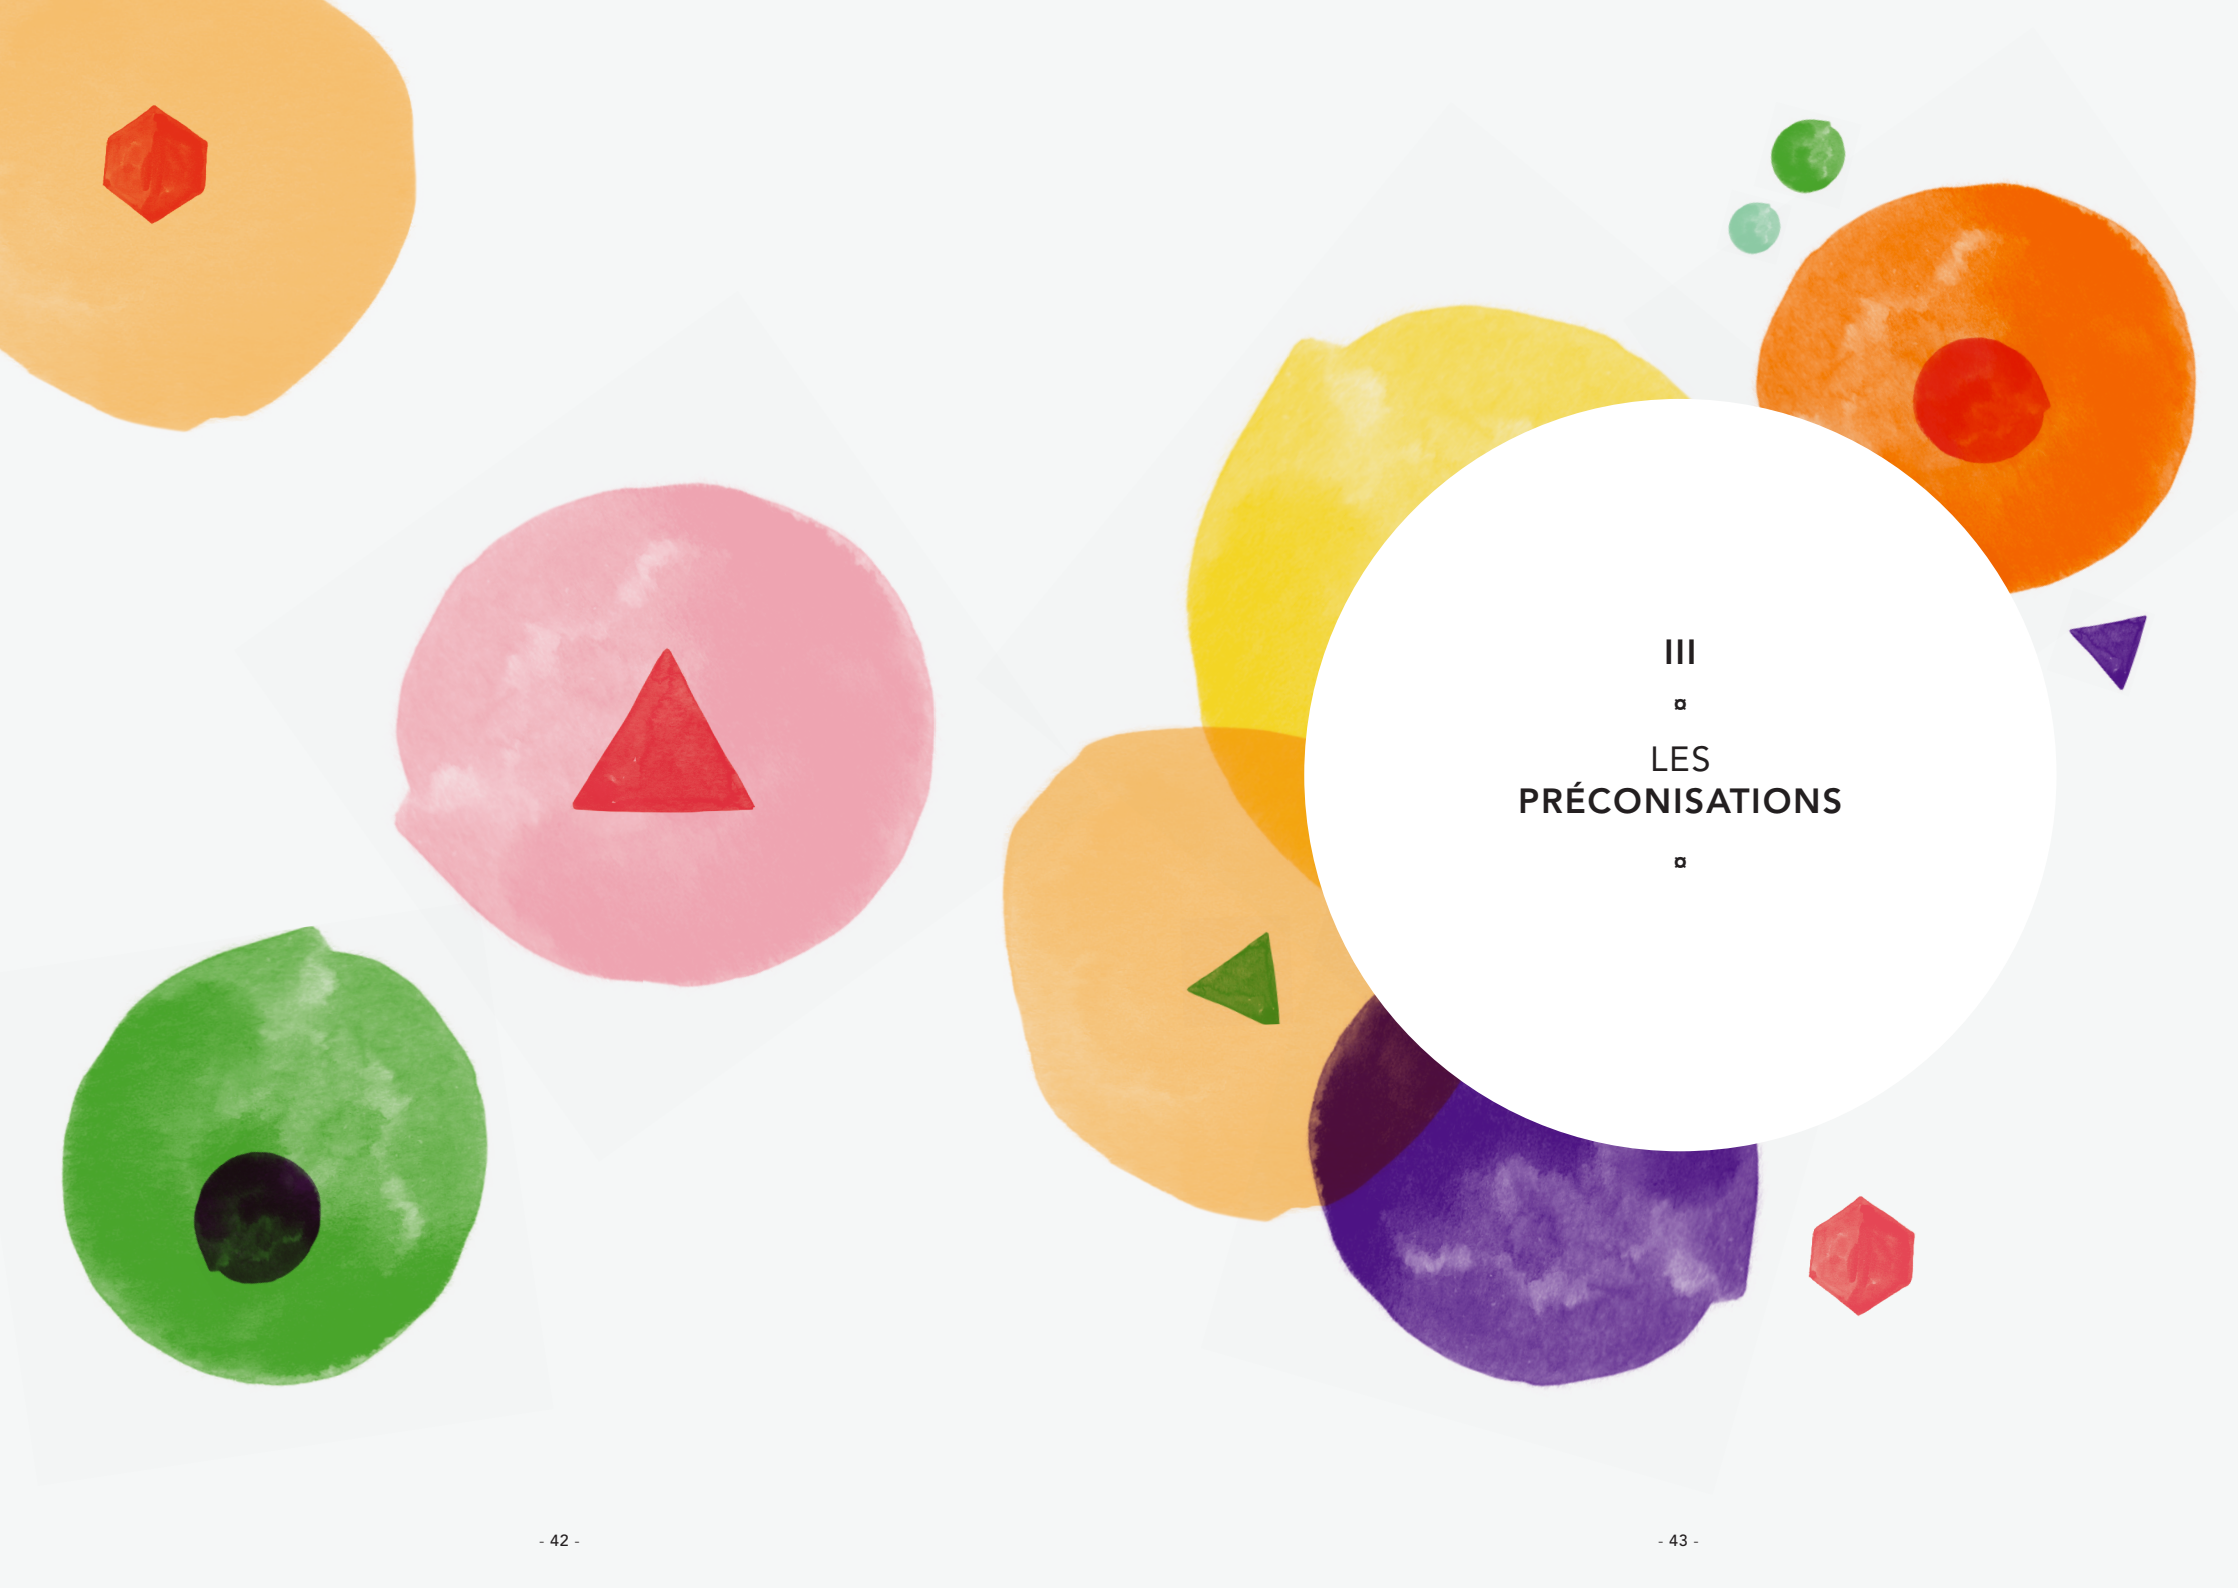 III
¤
LES
PRÉCONISATIONS
¤
- 42 -
- 43 -